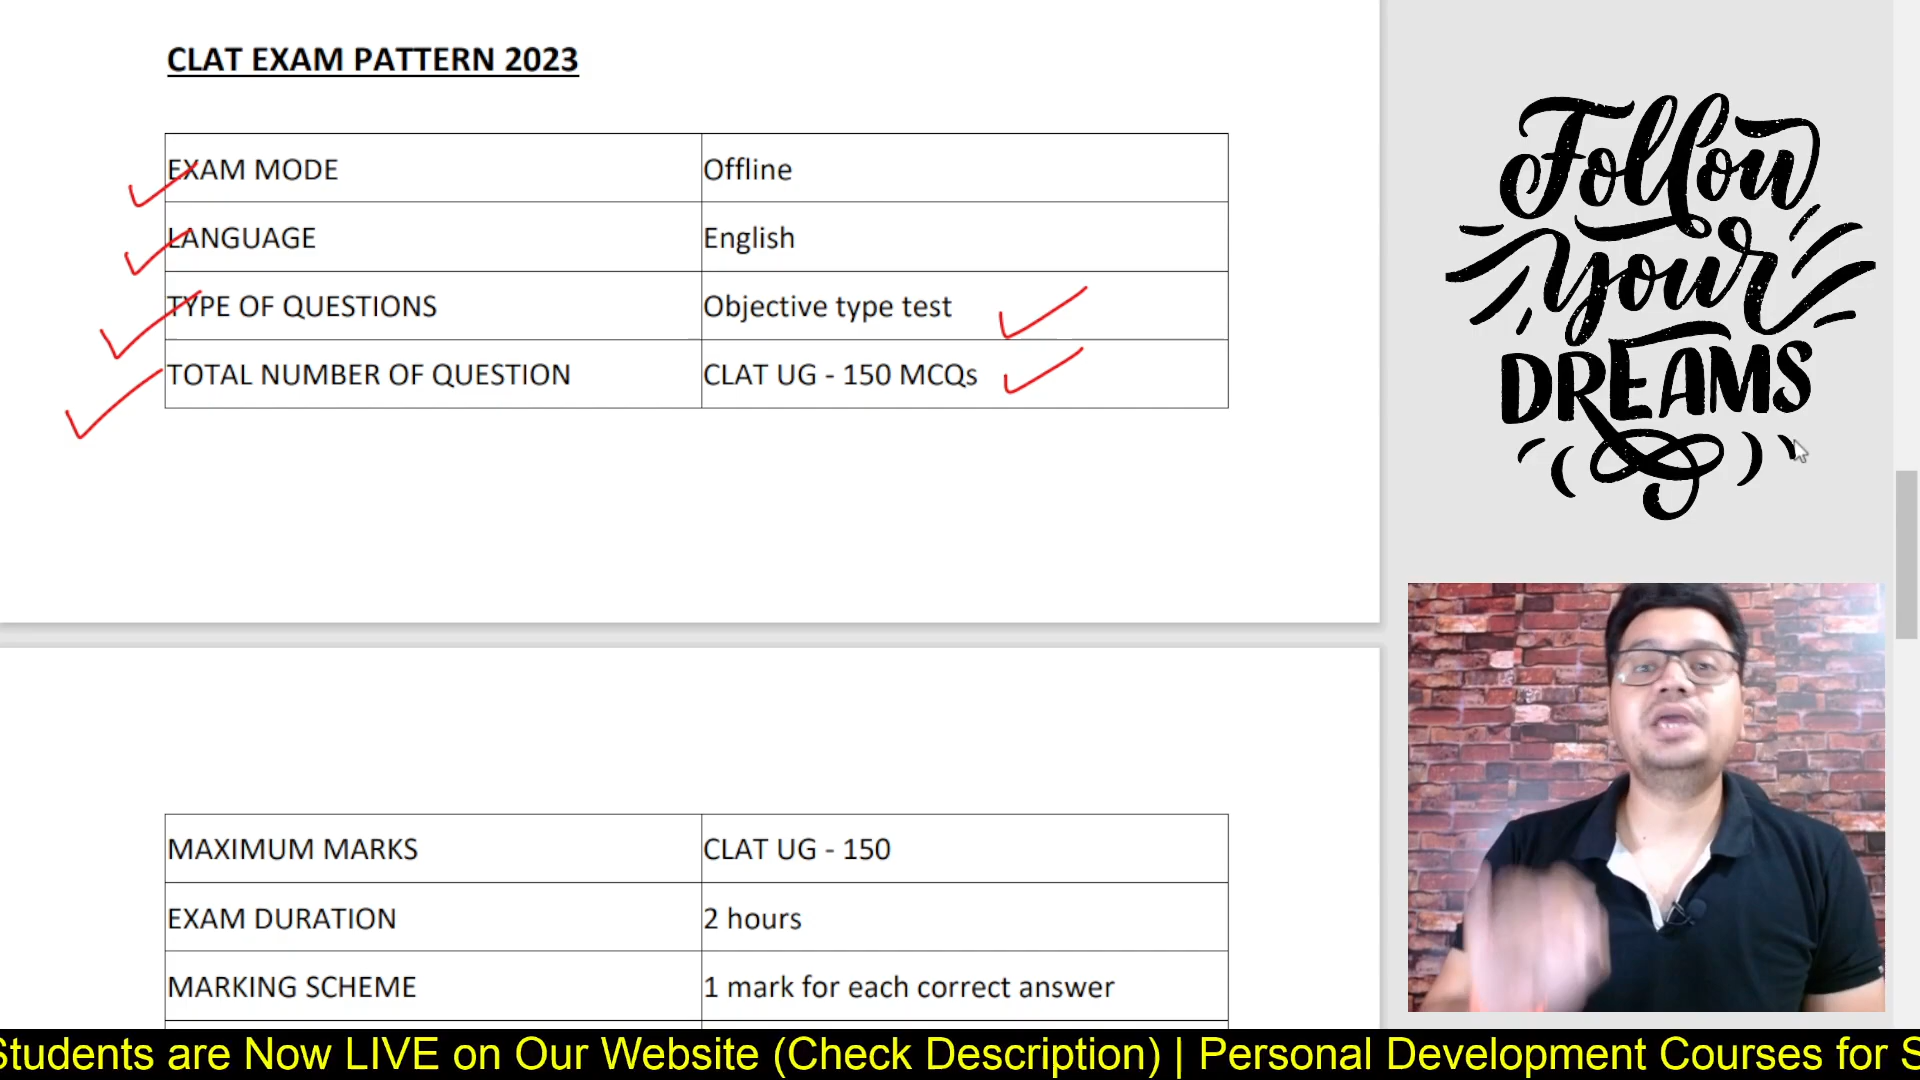 CLAT EXAM PATTERN 2023
EXAM MODE Offline
LANGUAGE English
TYPE OF QUESTIONS Objective type test
TOTAL NUMBER OF QUESTION CLAT UG - 150 MCQs
MAXIMUM MARKS CLAT UG - 150
EXAM DURATION 2 hours
MARKING SCHEME 1 mark for each correct answer
Follow
Your
DREAMS
Students are Now LIVE on Our Website (Check Description) | Personal Development Courses for S